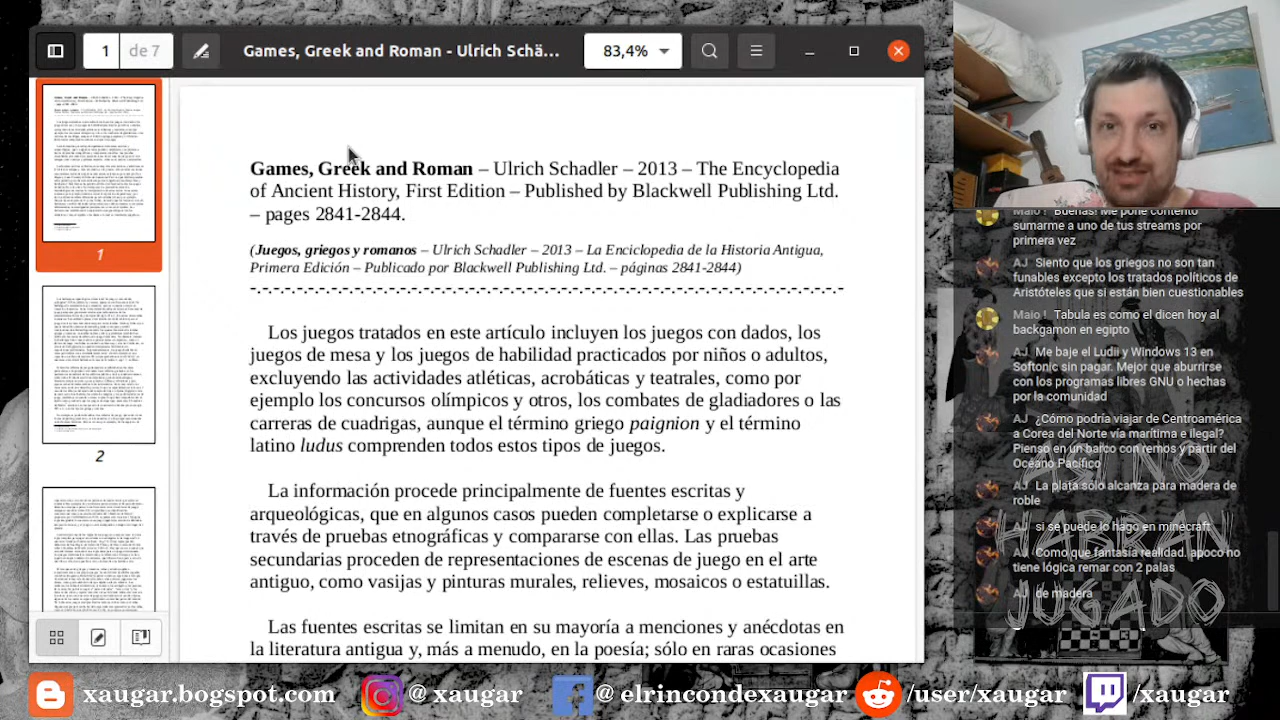 1 de 7 Games, Greek and Roman - Ulrich Schä... 83,4%
1
2
Games, Greek and Roman – Ulrich Schadler – 2013 – The Encyclopedia
of Ancient History, First Edition – Published by Blackwell Publishing Ltd.
– pages 2841-2844.
(Juegos, griegos y romanos – Ulrich Schadler – 2013 – La Enciclopedia de la Historia Antigua,
Primera Edición – Publicado por Blackwell Publishing Ltd. – páginas 2841-2844)
Los juegos tratados en este artículo incluyen los juegos con dados, los
juegos de mesa y los juegos de habilidad practicados por niños o adultos,
excluyendo las actividades atléticas, acrobáticas y teatrales, como por
ejemplo los concursos olímpicos y otros, los combates de gladiadores o las
carreras de cuadrigas, aunque el término griego paignion y el término
latino ludus comprenden todos estos tipos de juegos.
La información procede principalmente de fuentes escritas y
arqueológicas, que en algunos casos pueden completarse o explicarse a
través de pruebas etnográficas y compararse con ellas. Las pruebas
secundarias proceden de representaciones de escenas de juego en el arte
antiguo, como vasijas y pinturas murales, relieves, mosaicos o estatuillas.
Las fuentes escritas se limitan en su mayoría a menciones y anécdotas en
la literatura antigua y, más a menudo, en la poesía; sólo en raras ocasiones
Maio ! Buenas! Me pone contento
sumarme a uno de tus streams por
primera vez
AJ Siento que los griegos no son tan
funables excepto los tratados políticos de
Aristóteles que si están bien cuestionables
Maio ! Tabula es como el dicen hoy al
backgamon en egipto
AJ Me baje el Ludii y Windows 13 en
Softonic sin pagar. Mejor que aburrirse
con los programas libres GNU o hechas
por la comunidad
AJ ¿Cómo podría viajar de Centroamérica
a Corea del Norte vía marítima e ilegal?
Pienso en un barco con remos y partir del
Océano Pacífico
AJ La plata solo alcanza para madera de
roble
AJ si se puede lo hago en minecraft
AJ Como que fantasía realidad. apoco no
tiene lógica remar con 2 palas
AJ de madera
ASI NO
HABRAN
JUGADO
xaugar.bogspot.com @ xaugar @ elrincondexaugar /user/xaugar /xaugar